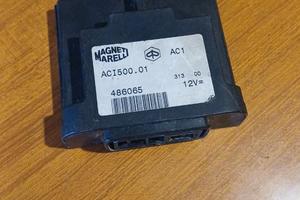 MAGNETI
MARELLI
AC1
ACI500.01
313 00
486065
12V=